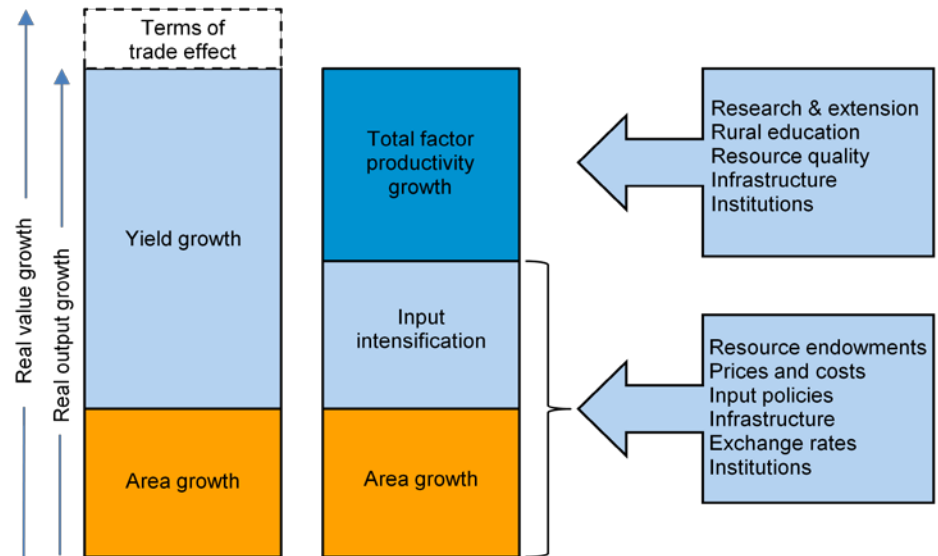 Real value growth
Real output growth
Terms of
trade effect
Yield growth
Area growth
Total factor
productivity
growth
Input
intensification
Area growth
Research & extension
Rural education
Resource quality
Infrastructure
Institutions
Resource endowments
Prices and costs
Input policies
Infrastructure
Exchange rates
Institutions